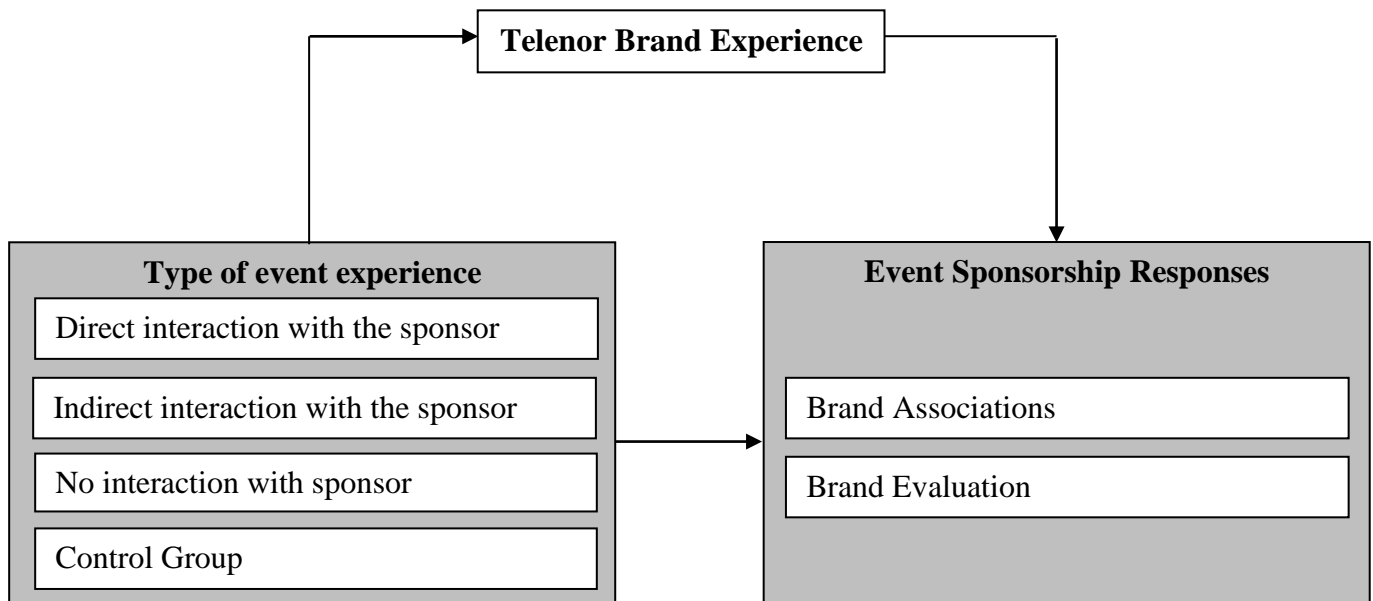 Telenor Brand Experience
Type of event experience
Direct interaction with the sponsor
Indirect interaction with the sponsor
No interaction with sponsor
Control Group
Event Sponsorship Responses
Brand Associations
Brand Evaluation